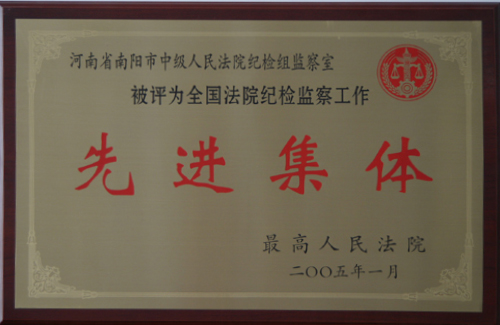 河南省南阳市中级人民法院纪检组监察室
被评为全国法院纪检监察工作
先进集体
最高人民法院
二〇〇五年一月